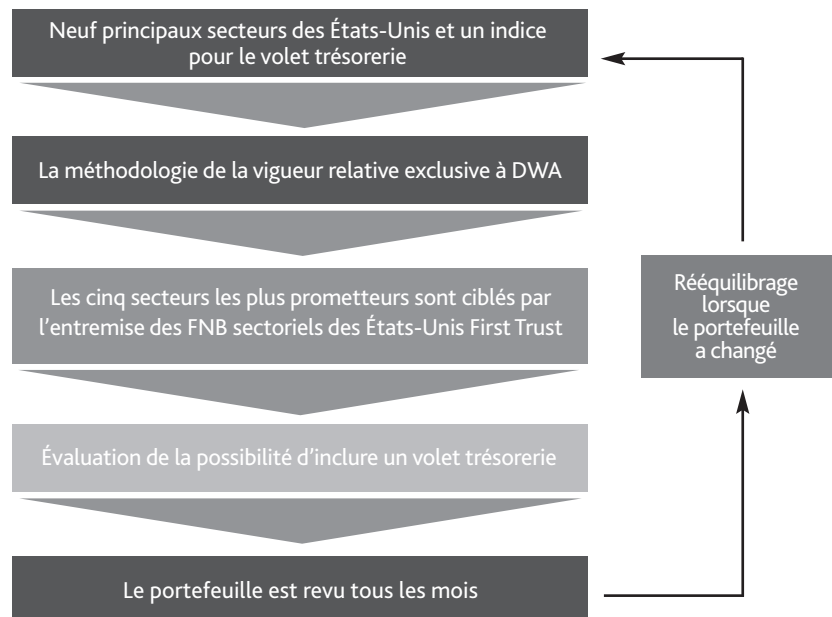 Neuf principaux secteurs des États-Unis et un indice
pour le volet trésorerie
La méthodologie de la vigueur relative exclusive à DWA
Les cinq secteurs les plus prometteurs sont ciblés par
l'entremise des FNB sectoriels des États-Unis First Trust
Évaluation de la possibilité d'inclure un volet trésorerie
Le portefeuille est revu tous les mois
Rééquilibrage
lorsque
le portefeuille
a changé